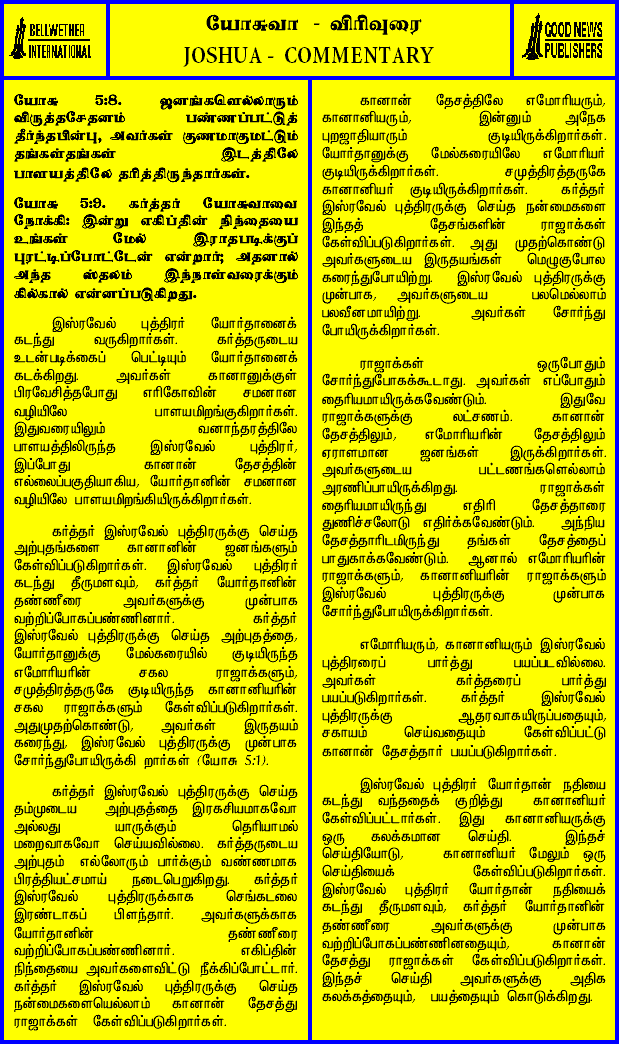 BELLWETHER
INTERNATIONAL
யோசுவா - விரிவுரை
JOSHUA - COMMENTARY
GOOD NEWS
PUBLISHERS
யோசு 5:8. ஜனங்களெல்லாரும்
விருத்தசேதனம் பண்ணப்பட்டுத்
தீர்ந்தபின்பு, அவர்கள் குணமாகுமட்டும்
தங்கள்தங்கள் இடத்திலே
பாளயத்திலே தரித்திருந்தார்கள்.
யோசு 5:9. கர்த்தர் யோசுவாவை
நோக்கி: இன்று எகிப்தின் நிந்தையை
உங்கள் மேல் இராதபடிக்குப்
புரட்டிப்போட்டேன் என்றார்; அதனால்
அந்த ஸ்தலம் இந்நாள்வரைக்கும்
கில்கால் என்னப்படுகிறது.
இஸ்ரவேல் புத்திரர் யோர்தானைக்
கடந்து வருகிறார்கள். கர்த்தருடைய
உடன்படிக்கைப் பெட்டியும் யோர்தானைக்
கடக்கிறது. அவர்கள் கானானுக்குள்
பிரவேசித்தபோது எரிகோவின் சமனான
வழியிலே பாளயமிறங்குகிறார்கள்.
இதுவரையிலும் வனாந்தரத்திலே
பாளயத்திலிருந்த இஸ்ரவேல் புத்திரர்,
இப்போது கானான் தேசத்தின்
எல்லைப்பகுதியாகிய, யோர்தானின் சமனான
வழியிலே பாளயமிறங்கியிருக்கிறார்கள்.
கர்த்தர் இஸ்ரவேல் புத்திரருக்கு செய்த
அற்புதங்களை கானானின் ஜனங்களும்
கேள்விப்படுகிறார்கள். இஸ்ரவேல் புத்திரர்
கடந்து தீருமளவும், கர்த்தர் யோர்தானின்
தண்ணீரை அவர்களுக்கு முன்பாக
வற்றிப்போகப்பண்ணினார். கர்த்தர்
இஸ்ரவேல் புத்திரருக்கு செய்த அற்புதத்தை,
யோர்தானுக்கு மேல்கரையில் குடியிருந்த
எமோரியரின் சகல ராஜாக்களும்,
சமுத்திரத்தருகே குடியிருந்த கானானியரின்
சகல ராஜாக்களும் கேள்விப்படுகிறார்கள்.
அதுமுதற்கொண்டு, அவர்கள் இருதயம்
கரைந்து, இஸ்ரவேல் புத்திரருக்கு முன்பாக
சோர்ந்துபோயிருக்கி றார்கள் (யோசு 5:1).
கர்த்தர் இஸ்ரவேல் புத்திரருக்கு செய்த
தம்முடைய அற்புதத்தை இரகசியமாகவோ
அல்லது யாருக்கும் தெரியாமல்
மறைவாகவோ செய்யவில்லை. கர்த்தருடைய
அற்புதம் எல்லோரும் பார்க்கும் வண்ணமாக
பிரத்தியட்சமாய் நடைபெறுகிறது. கர்த்தர்
இஸ்ரவேல் புத்திரருக்காக செங்கடலை
இரண்டாகப் பிளந்தார். அவர்களுக்காக
யோர்தானின் தண்ணீரை
வற்றிப்போகப்பண்ணினார். எகிப்தின்
நிந்தையை அவர்களைவிட்டு நீக்கிப்போட்டார்.
கர்த்தர் இஸ்ரவேல் புத்திரருக்கு செய்த
நன்மைகளையெல்லாம் கானான் தேசத்து
ராஜாக்கள் கேள்விப்படுகிறார்கள்.
கானான் தேசத்திலே எமோரியரும்,
கானானியரும், இன்னும் அநேக
புறஜாதியாரும் குடியிருக்கிறார்கள்.
யோர்தானுக்கு மேல்கரையிலே எமோரியர்
குடியிருக்கிறார்கள். சமுத்திரத்தருகே
கானானியர் குடியிருக்கிறார்கள். கர்த்தர்
இஸ்ரவேல் புத்திரருக்கு செய்த நன்மைகளை
இந்தத் தேசங்களின் ராஜாக்கள்
கேள்விப்படுகிறார்கள். அது முதற்கொண்டு
அவர்களுடைய இருதயங்கள் மெழுகுபோல
கரைந்துபோயிற்று. இஸ்ரவேல் புத்திரருக்கு
முன்பாக, அவர்களுடைய பலமெல்லாம்
பலவீனமாயிற்று. அவர்கள் சோர்ந்து
போயிருக்கிறார்கள்.
ராஜாக்கள் ஒருபோதும்
சோர்ந்துபோகக்கூடாது. அவர்கள் எப்போதும்
தைரியமாயிருக்கவேண்டும். இதுவே
ராஜாக்களுக்கு லட்சணம். கானான்
தேசத்திலும், எமோரியரின் தேசத்திலும்
ஏராளமான ஜனங்கள் இருக்கிறார்கள்.
அவர்களுடைய பட்டணங்களெல்லாம்
அரணிப்பாயிருக்கிறது. ராஜாக்கள்
தைரியமாயிருந்து எதிரி தேசத்தாரை
துணிச்சலோடு எதிர்க்கவேண்டும். அந்நிய
தேசத்தாரிடமிருந்து தங்கள் தேசத்தைப்
பாதுகாக்கவேண்டும். ஆனால் எமோரியரின்
ராஜாக்களும், கானானியரின் ராஜாக்களும்
இஸ்ரவேல் புத்திரருக்கு முன்பாக
சோர்ந்துபோயிருக்கிறார்கள்.
எமோரியரும், கானானியரும் இஸ்ரவேல்
புத்திரரைப் பார்த்து பயப்படவில்லை.
அவர்கள் கர்த்தரைப் பார்த்து
பயப்படுகிறார்கள். கர்த்தர் இஸ்ரவேல்
புத்திரருக்கு ஆதரவாகயிருப்பதையும்,
சகாயம் செய்வதையும் கேள்விப்பட்டு
கானான் தேசத்தார் பயப்படுகிறார்கள்.
இஸ்ரவேல் புத்திரர் யோர்தான் நதியை
கடந்து வந்ததைக் குறித்து கானானியர்
கேள்விப்பட்டார்கள். இது கானானியருக்கு
ஒரு கலக்கமான செய்தி. இந்தச்
செய்தியோடு, கானானியர் மேலும் ஒரு
செய்தியைக் கேள்விப்படுகிறார்கள்.
இஸ்ரவேல் புத்திரர் யோர்தான் நதியைக்
கடந்து தீருமளவும், கர்த்தர் யோர்தானின்
தண்ணீரை அவர்களுக்கு முன்பாக
வற்றிப்போகப்பண்ணினதையும், கானான்
தேசத்து ராஜாக்கள் கேள்விப்படுகிறார்கள்.
இந்தச் செய்தி அவர்களுக்கு அதிக
கலக்கத்தையும், பயத்தையும் கொடுக்கிறது.